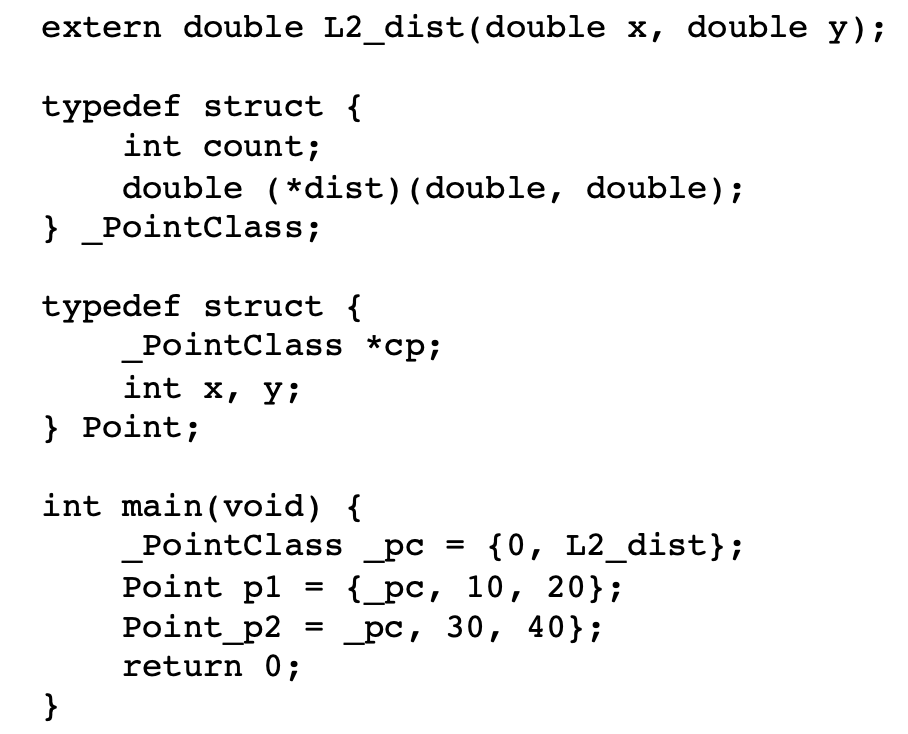 extern double L2_dist(double x, double y);
typedef struct {
int count;
double (*dist)(double, double);
} _PointClass;
typedef struct {
_PointClass *cp;
int x, y;
} Point;
int main(void) {
_PointClass _pc = {0, L2_dist};
Point p1 = {_pc, 10, 20};
Point_p2 = _pc, 30, 40};
return 0;
}